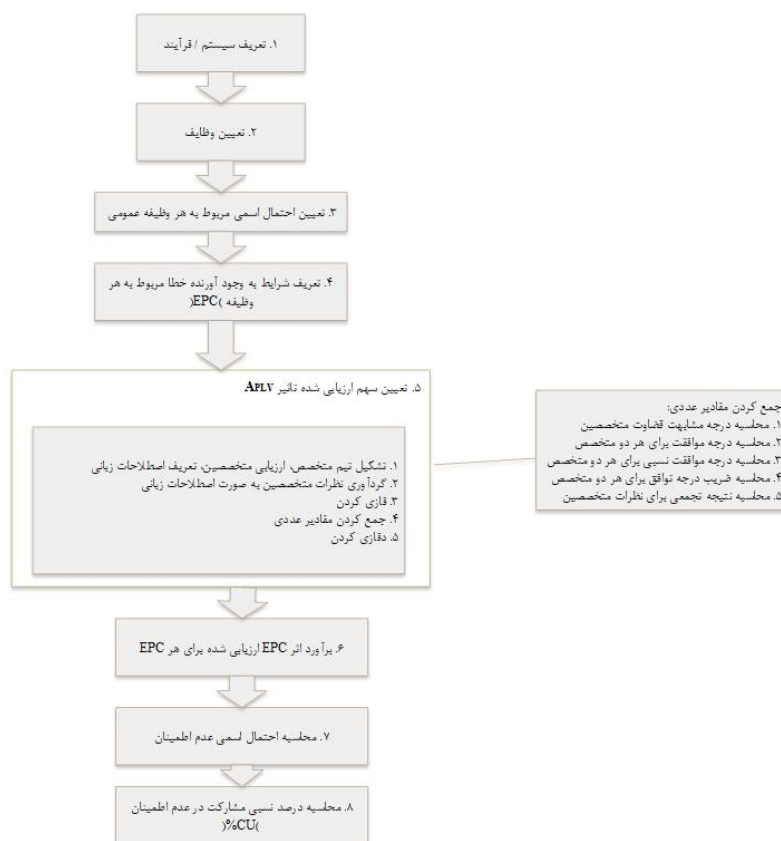 ۱. تعریف سیستم / فرآیند
۲. تعیین وظایف
۳. تعیین احتمال اسمی مربوط به هر وظیفه عمومی
۴. تعریف شرایط به وجود آورنده خطا مربوط به هر
وظیفه )EPC(
۵. تعیین سهم ارزیابی شده تاثیر APLV
۱. تشکیل تیم متخصص، ارزیابی متخصصین، تعریف اصطلاحات زبانی
۲. گردآوری نظرات متخصصین به صورت اصطلاحات زبانی
۳. فازی کردن
۴. جمع کردن مقادیر عددی
۵. دفازی کردن
جمع کردن مقادیر عددی:
۱. محاسبه درجه مشابهت قضاوت متخصصین
۲. محاسبه درجه موافقت برای هر دو متخصص
۳. محاسبه درجه موافقت نسبی برای هر دو متخصص
۴. محاسبه ضریب درجه توافق برای هر دو متخصص
۵. محاسبه نتیجه تجمعی برای نظرات متخصصین
۶. برآورد اثر EPC ارزیابی شده برای هر EPC
۷. محاسبه احتمال اسمی عدم اطمینان
۸. محاسبه درصد نسبی مشارکت در عدم اطمینان
)%CU(